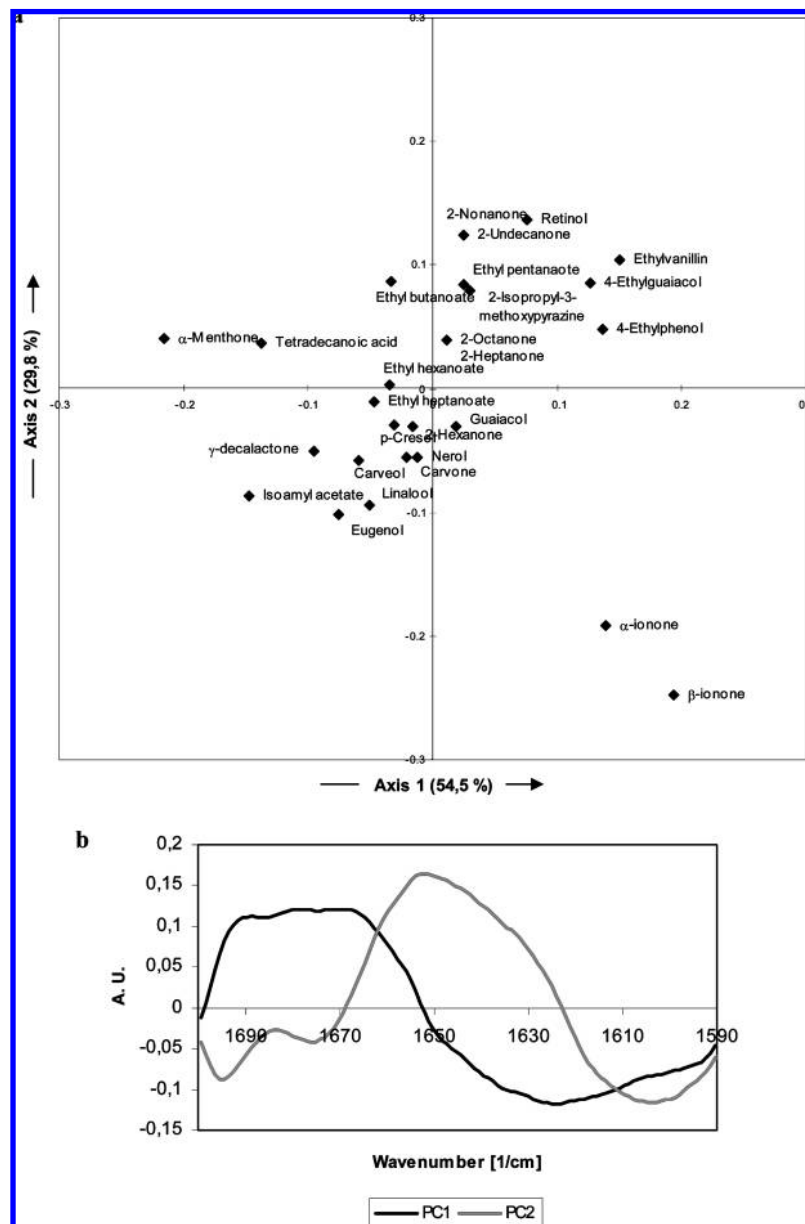 a
0.3
0.2
2-Nonanone
Retinol
2-Undecanone
Ethylvanillin
0.1
Ethyl pentanaote
4-Ethylguaiacol
Ethyl butanoate
2-Isopropyl-3-
methoxypyrazine
4-Ethylphenol
α-Menthone
Tetradecanoic acid
2-Octanone
2-Heptanone
Ethyl hexanoate
0
-0.3
-0.2
-0.1
0
0.1
0.2
Ethyl heptanoate
Guaiacol
p-Cresol
2-Hexanone
γ-decalactone
Nerol
Carveol
Carvone
Isoamyl acetate
Linalool
-0.1
Eugenol
-0.2
α-ionone
β-ionone
-0.3
Axis 2 (29,8 %)
Axis 1 (54,5 %)
b
0,2
0,15
0,1
0,05
0
-0,05
-0,1
-0,15
1690
1670
1650
1630
1610
1590
A. U.
Wavenumber [1/cm]
PC1
PC2